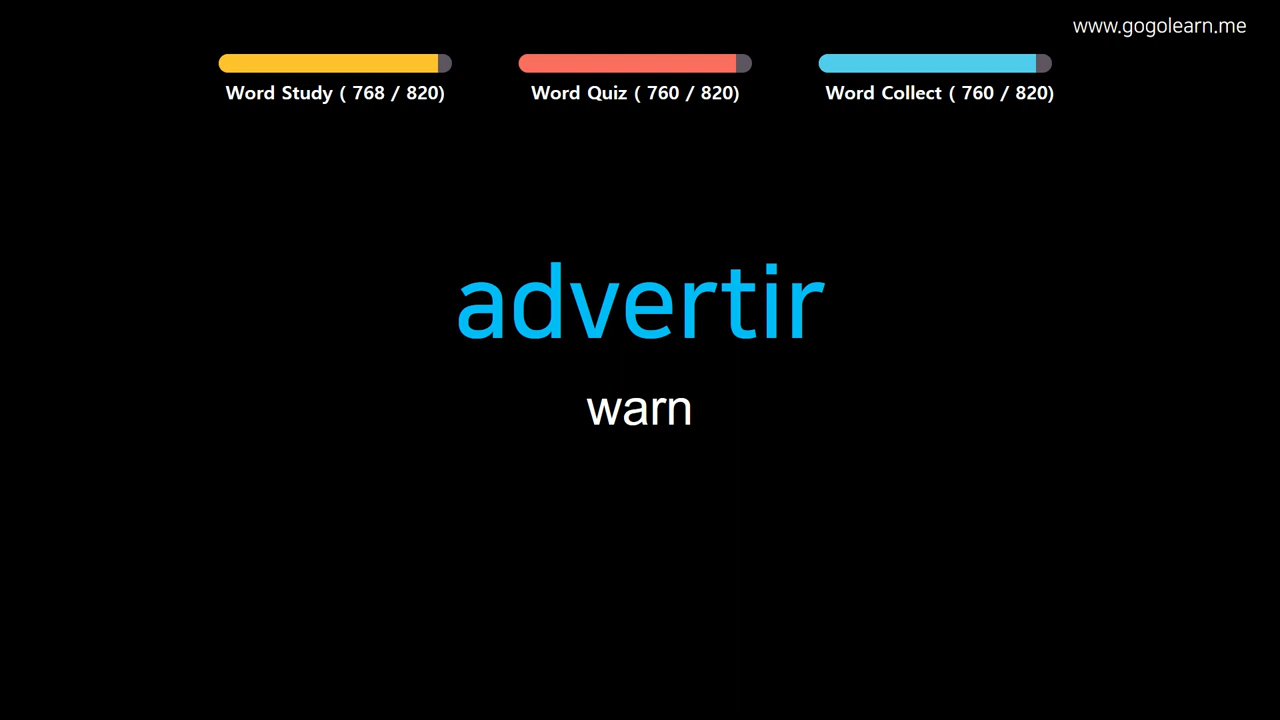 www.gogolearn.me
Word Study ( 768 / 820)
Word Quiz ( 760 / 820)
Word Collect ( 760 / 820)
advertir
warn